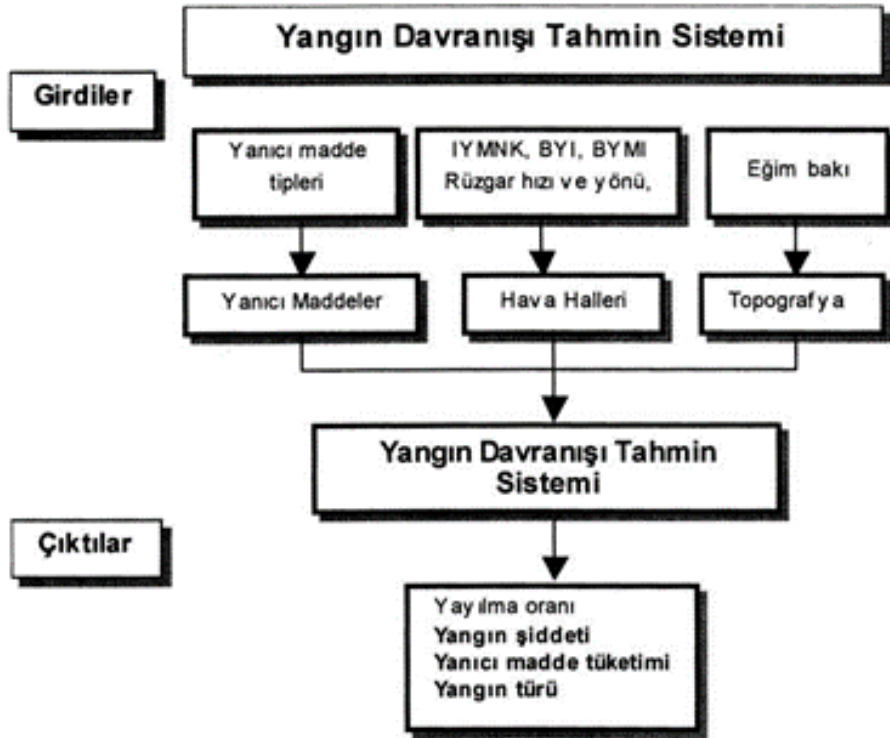 Yangın Davranışı Tahmin Sistemi
Girdiler
Yanıcı madde
tipleri
IYMNK, BYI, BYMI
Rüzgar hızı ve yönü,
Eğim bakı
Yanıcı Maddeler
Hava Halleri
Topografya
Yangın Davranışı Tahmin
Sistemi
Çıktılar
Yayılma oranı
Yangın şiddeti
Yanıcı madde tüketimi
Yangın türü